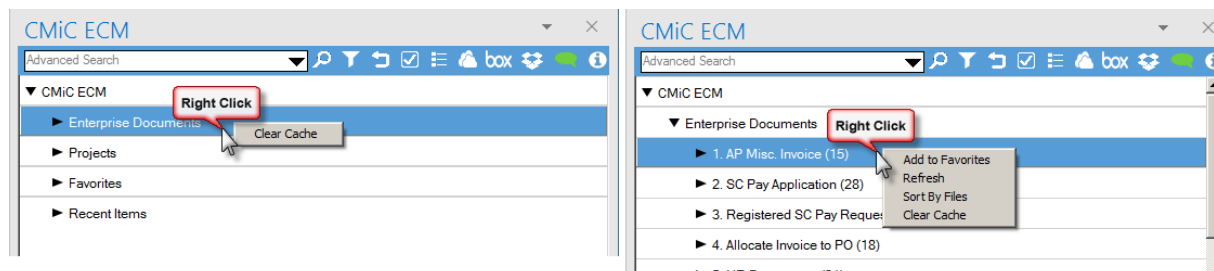 CMiC ECM
Advanced Search
box
CMiC ECM
Right Click
Enterprise Documents
Clear Cache
Projects
Favorites
Recent Items
CMiC ECM
Advanced Search
box
CMiC ECM
Enterprise Documents
Right Click
1. AP Misc. Invoice (15)
Add to Favorites
Refresh
2. SC Pay Application (28)
Sort By Files
3. Registered SC Pay Reques
Clear Cache
4. Allocate Invoice to PO (18)